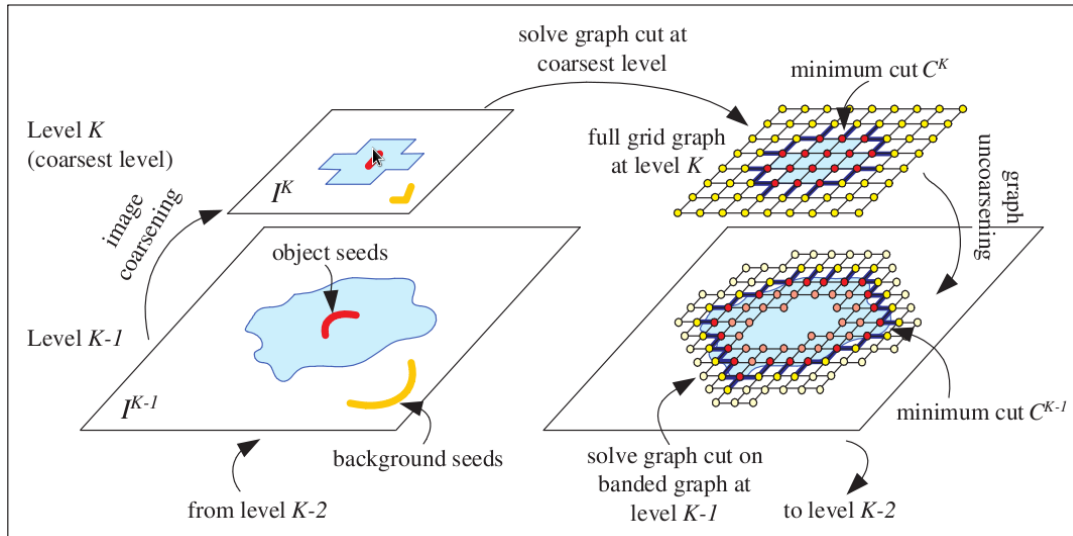 solve graph cut at
coarsest level
minimum cut C^K
Level K
(coarsest level)
full grid graph
at level K
I^K
image
coarsening
graph
uncoarsening
object seeds
Level K-1
I^K-1
minimum cut C^K-1
background seeds
solve graph cut on
banded graph at
level K-1
from level K-2
to level K-2